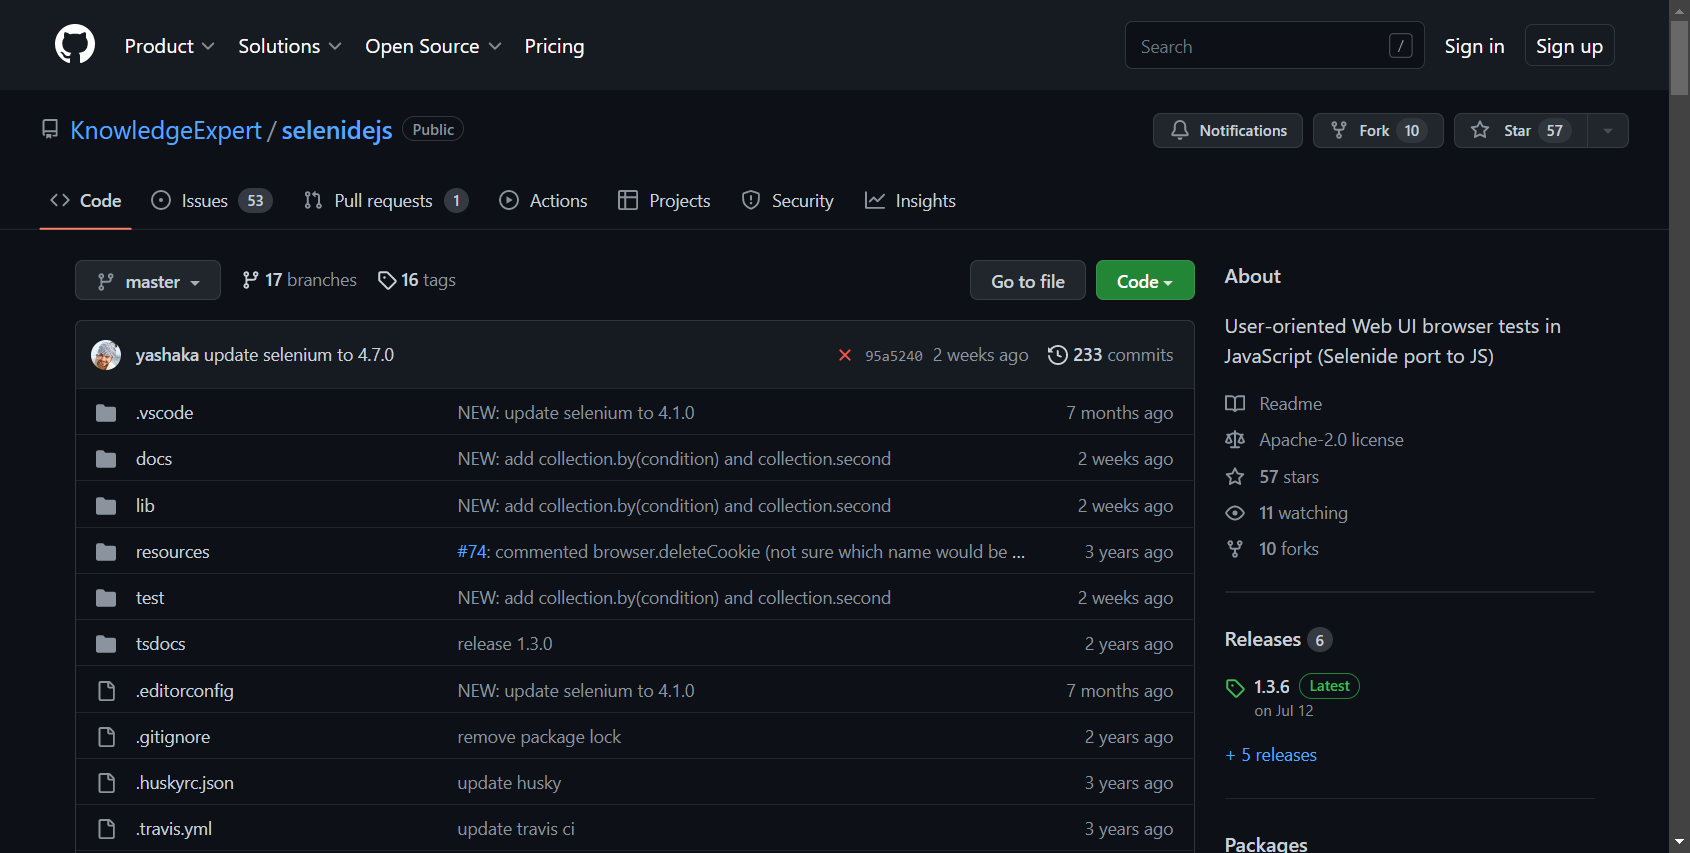 Product Solutions Open Source Pricing Search / Sign in Sign up
KnowledgeExpert / selenidejs Public Notifications Fork 10 Star 57
Code Issues 53 Pull requests 1 Actions Projects Security Insights
master 17 branches 16 tags Go to file Code
yashaka update selenium to 4.7.0 95a5240 2 weeks ago 233 commits
.vscode NEW: update selenium to 4.1.0 7 months ago
docs NEW: add collection.by(condition) and collection.second 2 weeks ago
lib NEW: add collection.by(condition) and collection.second 2 weeks ago
resources #74: commented browser.deleteCookie (not sure which name would be ... 3 years ago
test NEW: add collection.by(condition) and collection.second 2 weeks ago
tsdocs release 1.3.0 2 years ago
.editorconfig NEW: update selenium to 4.1.0 7 months ago
.gitignore remove package lock 2 years ago
.huskyrc.json update husky 3 years ago
.travis.yml update travis ci 3 years ago
About
User-oriented Web UI browser tests in
JavaScript (Selenide port to JS)
Readme
Apache-2.0 license
57 stars
11 watching
10 forks
Releases 6
1.3.6 Latest
on Jul 12
+ 5 releases
Packages